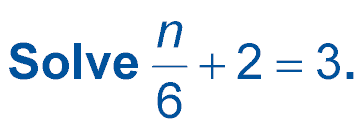 Solve n/6 + 2 = 3.